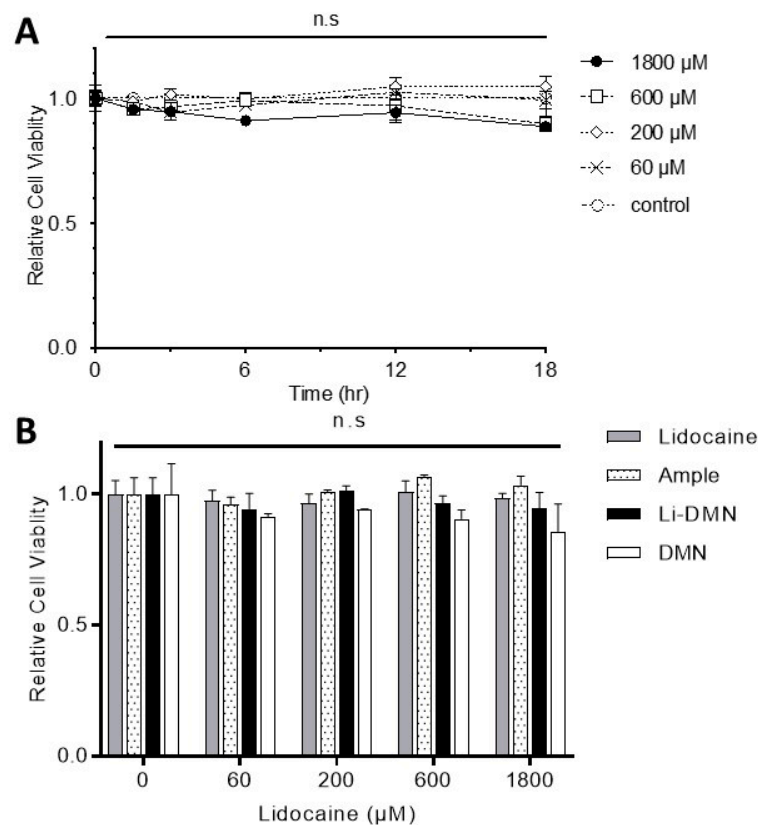 A
n.s
Relative Cell Viablity
1.0
0.5
0.0
0
6
12
18
Time (hr)
1800 µM
600 µM
200 µM
60 µM
control
B
n.s
Relative Cell Viablity
1.0
0.5
0.0
0
60
200
600
1800
Lidocaine (µM)
Lidocaine
Ample
Li-DMN
DMN